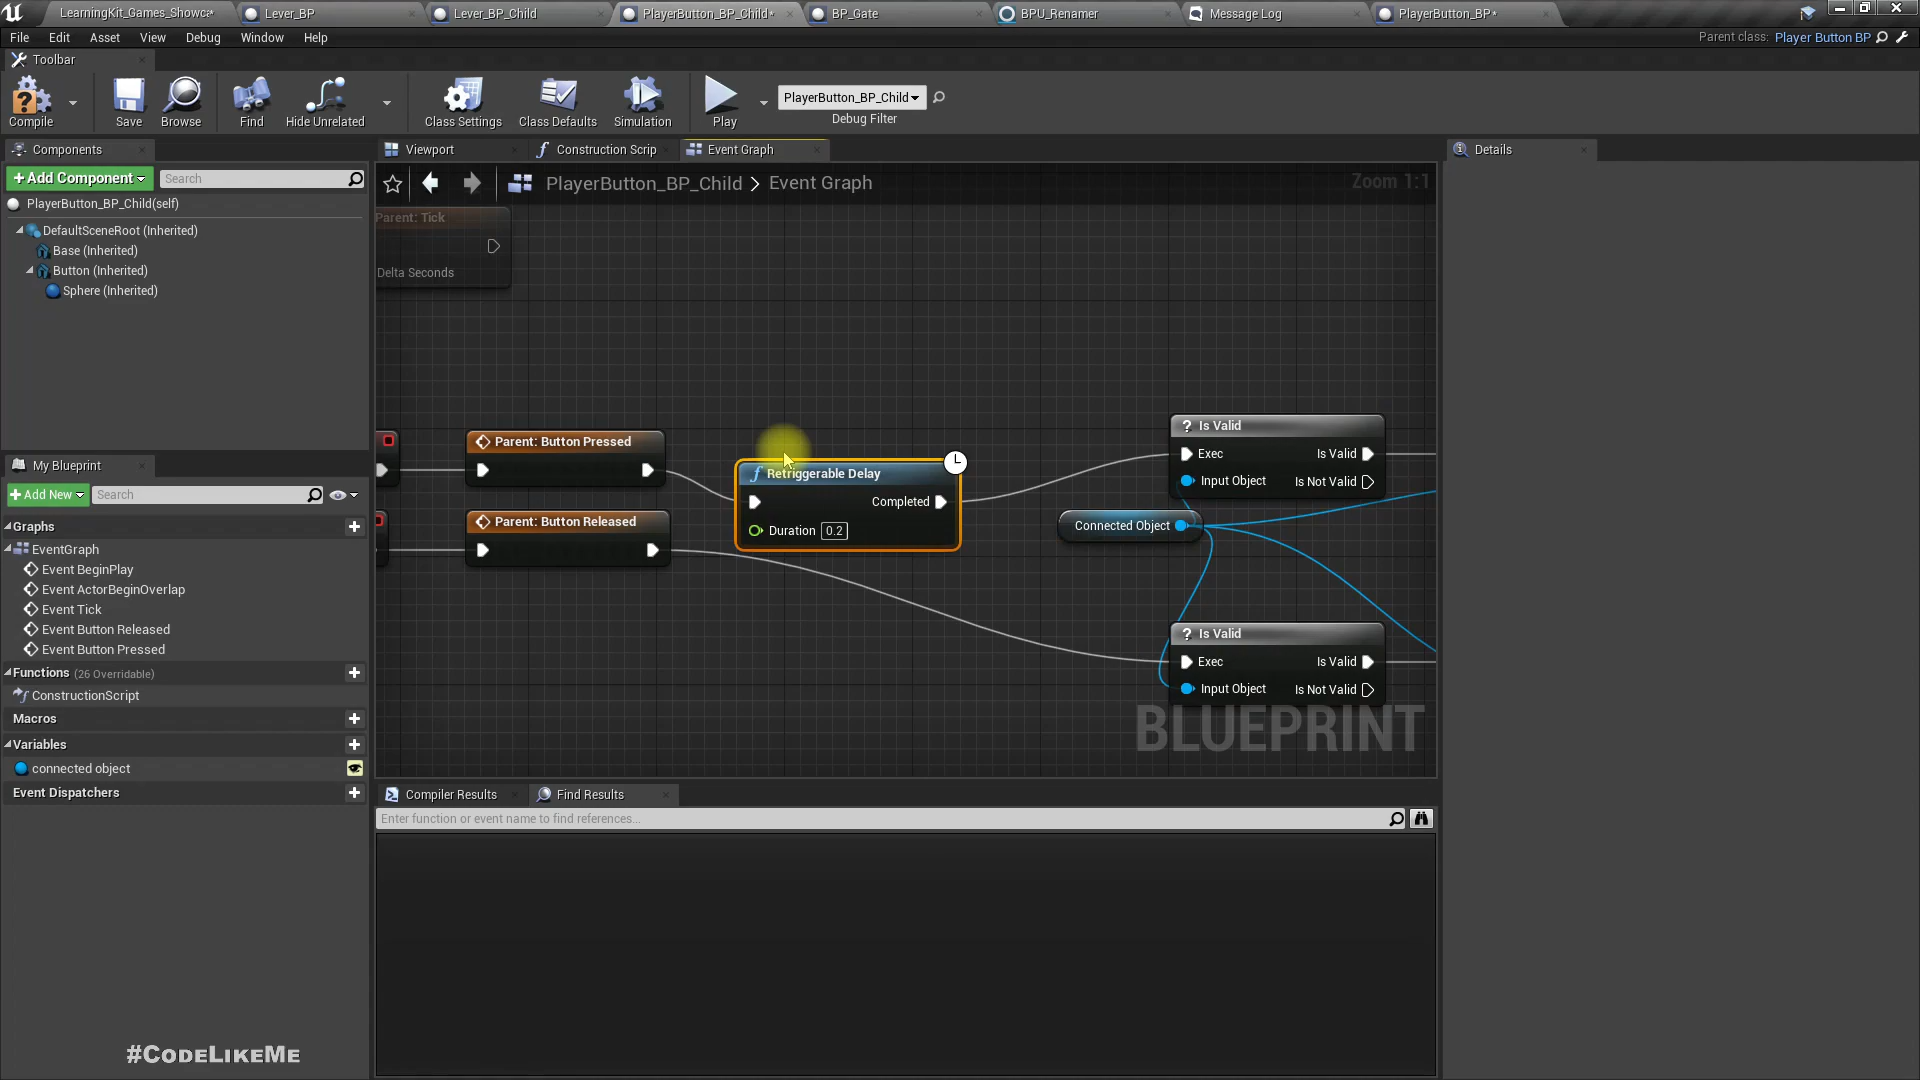 LearningKit_Games_Showca*
Lever_BP
Lever_BP_Child
PlayerButton_BP_Child*
BP_Gate
BPU_Renamer
Message Log
PlayerButton_BP*
File Edit Asset View Debug Window Help
Parent class: Player Button BP
Toolbar
Compile
Save
Browse
Find
Hide Unrelated
Class Settings
Class Defaults
Simulation
Play
PlayerButton_BP_Child
Debug Filter
Components
+Add Component
Search
PlayerButton_BP_Child(self)
DefaultSceneRoot (Inherited)
Base (Inherited)
Button (Inherited)
Sphere (Inherited)
My Blueprint
+Add New
Search
Graphs
EventGraph
Event BeginPlay
Event ActorBeginOverlap
Event Tick
Event Button Released
Event Button Pressed
Functions (26 Overridable)
ConstructionScript
Macros
Variables
connected object
Event Dispatchers
#CodeLikeMe
Viewport
Construction Scrip
Event Graph
PlayerButton_BP_Child > Event Graph
Zoom 1:1
Parent: Tick
Delta Seconds
Parent: Button Pressed
Parent: Button Released
Retriggerable Delay
Completed
Duration 0.2
? Is Valid
Exec Is Valid
Input Object Is Not Valid
Connected Object
? Is Valid
Exec Is Valid
Input Object Is Not Valid
BLUEPRINT
Compiler Results
Find Results
Enter function or event name to find references...
Details